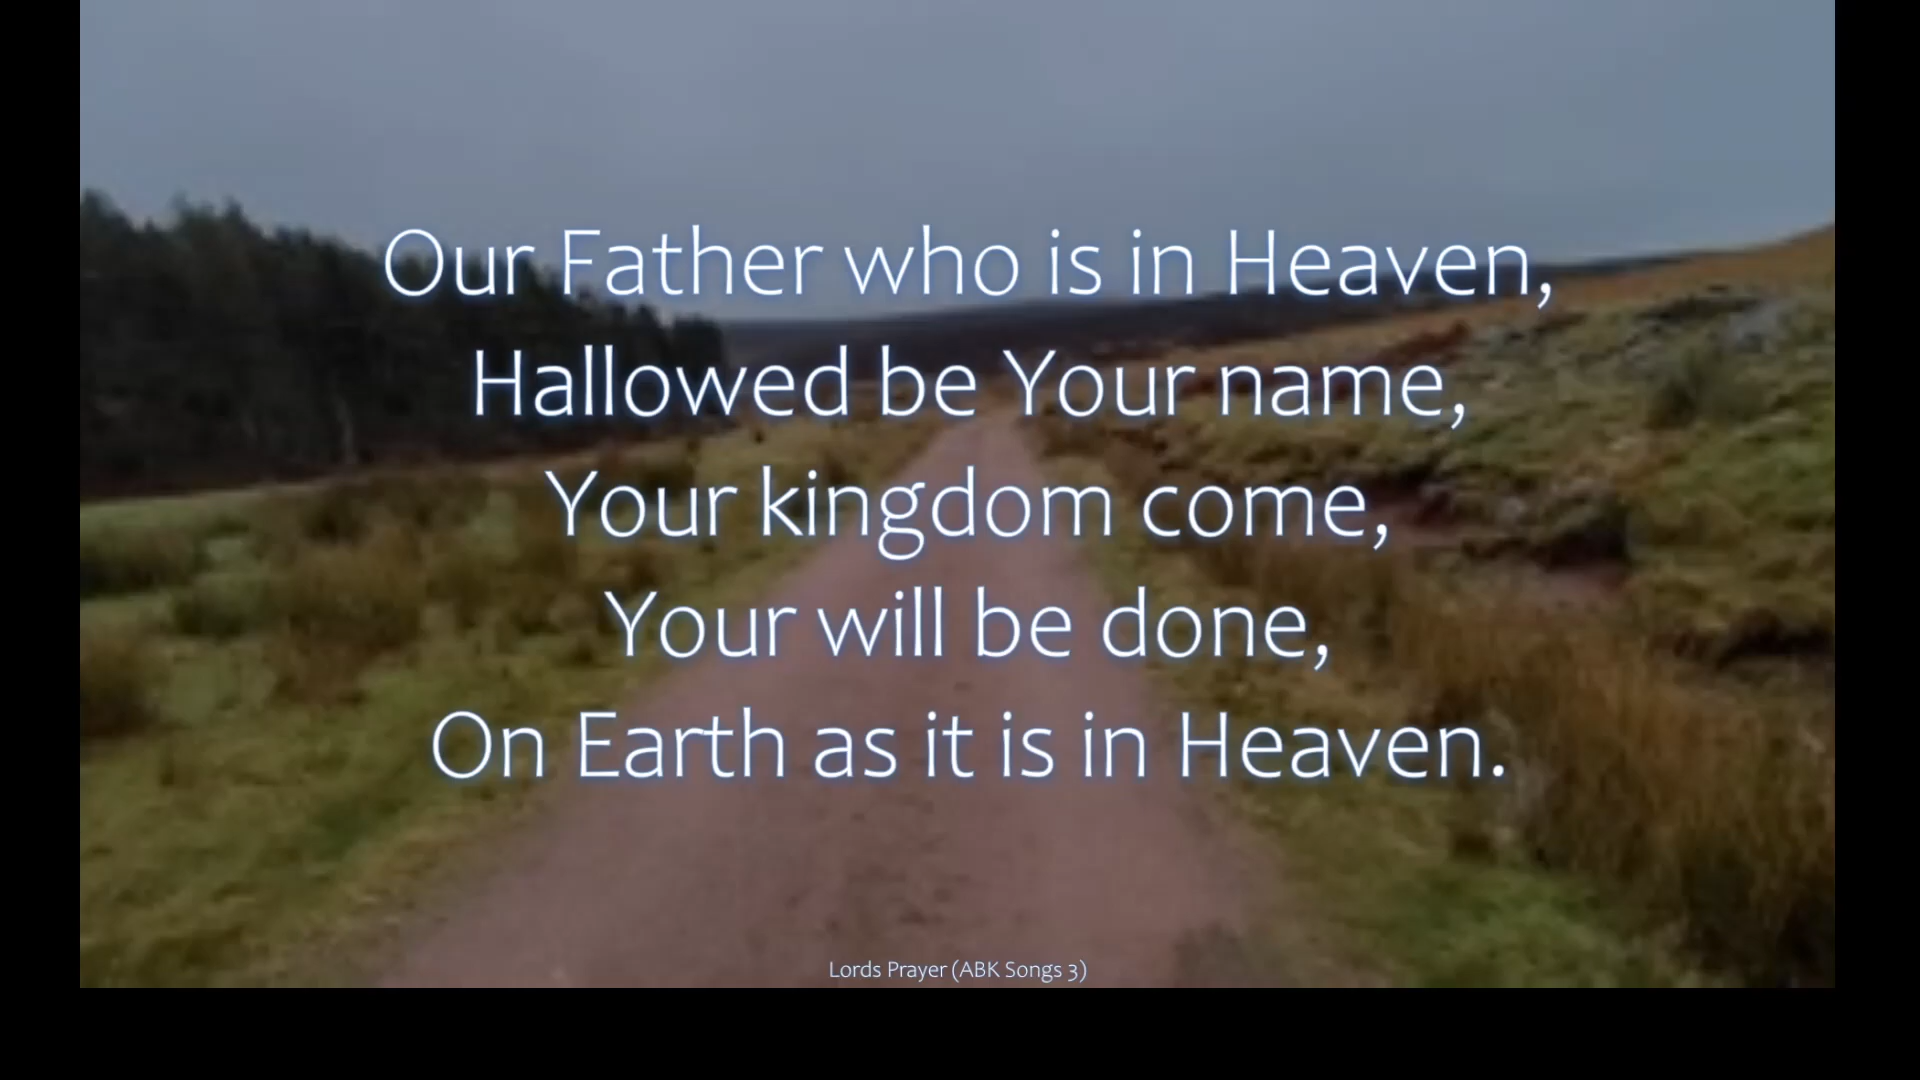 Our Father who is in Heaven,
Hallowed be Your name,
Your kingdom come,
Your will be done,
On Earth as it is in Heaven.
Lords Prayer (ABK Songs 3)